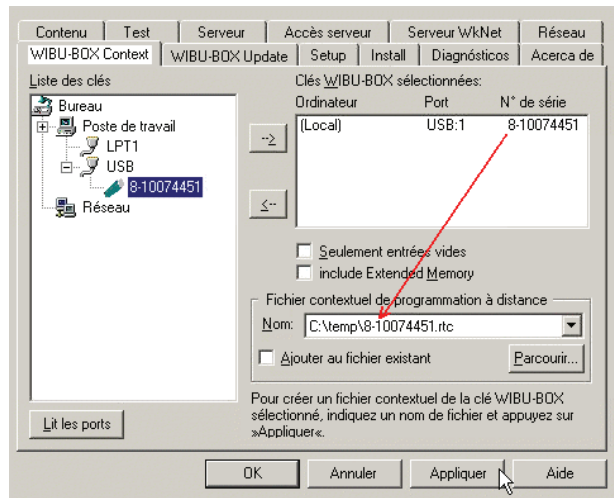 Contenu Test Serveur Accès serveur Serveur WkNet Réseau
WIBU-BOX Context WIBU-BOX Update Setup Install Diagnósticos Acerca de
Liste des clés
Bureau
Poste de travail
LPT1
USB
8-10074451
Réseau
Lit les ports
-->
<--
Clés WIBU-BOX sélectionnées:
Ordinateur Port N° de série
(Local) USB:1 8-10074451
Seulement entrées vides
include Extended Memory
Fichier contextuel de programmation à distance
Nom: C:\temp\8-10074451.rtc
Ajouter au fichier existant Parcourir...
Pour créer un fichier contextuel de la clé WIBU-BOX
sélectionné, indiquez un nom de fichier et appuyez sur
»Appliquer«.
OK Annuler Appliquer Aide